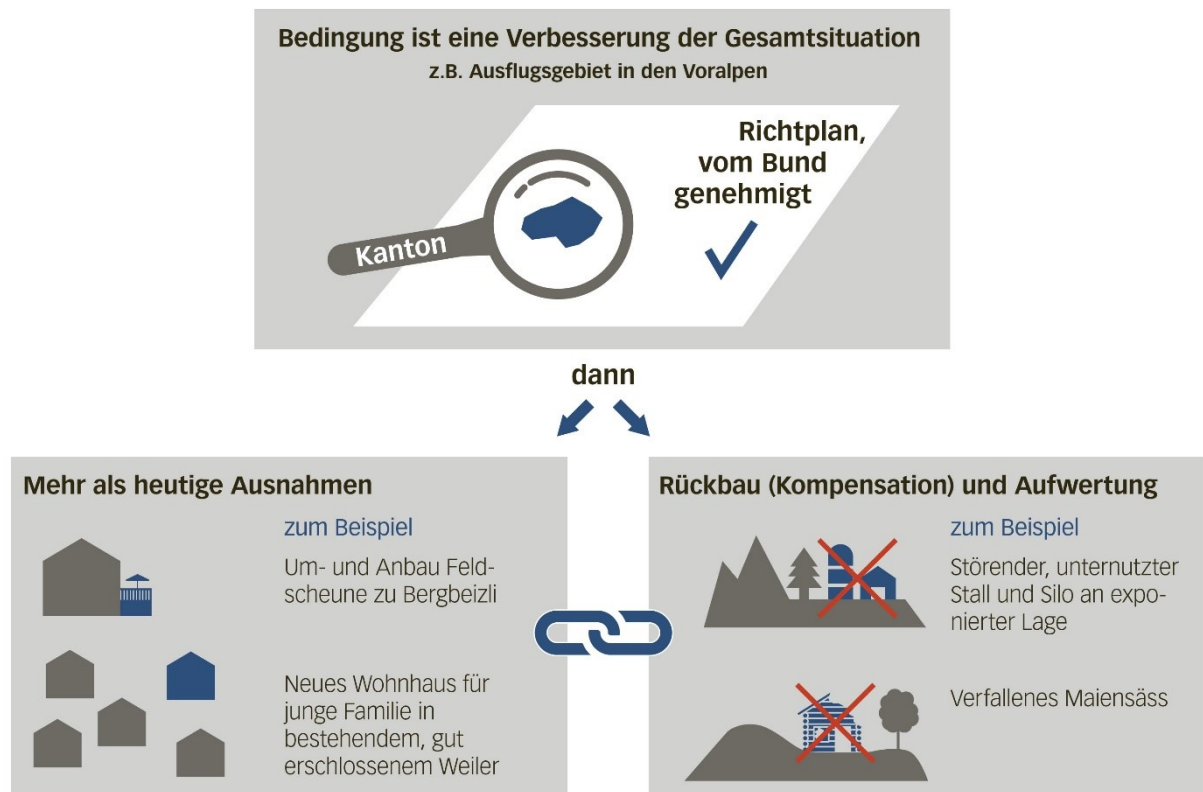 Bedingung ist eine Verbesserung der Gesamtsituation
z.B. Ausflugsgebiet in den Voralpen
Richtplan,
vom Bund
genehmigt
Kanton
dann
Mehr als heutige Ausnahmen
zum Beispiel
Um- und Anbau Feld-
scheune zu Bergbeizli
Neues Wohnhaus für
junge Familie in
bestehendem, gut
erschlossenem Weiler
Rückbau (Kompensation) und Aufwertung
zum Beispiel
Störender, unternutzter
Stall und Silo an expo-
nierter Lage
Verfallenes Maiensäss